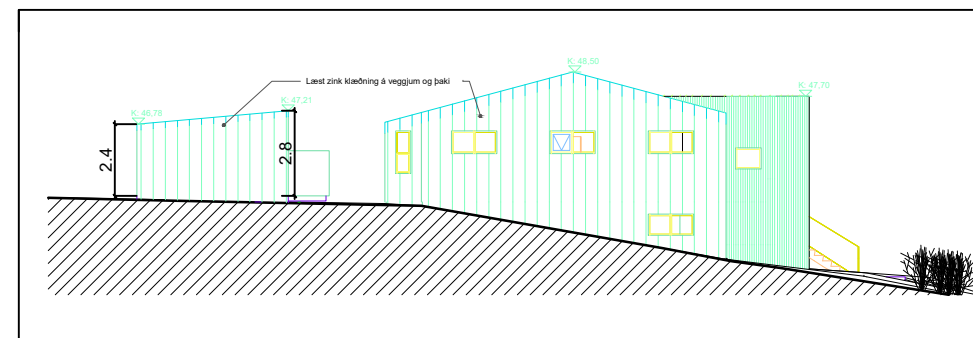 K: 48,50
Læst zink klæðning á veggjum og þaki
K: 47,70
K: 47,21
K: 46,78
2.4
2.8